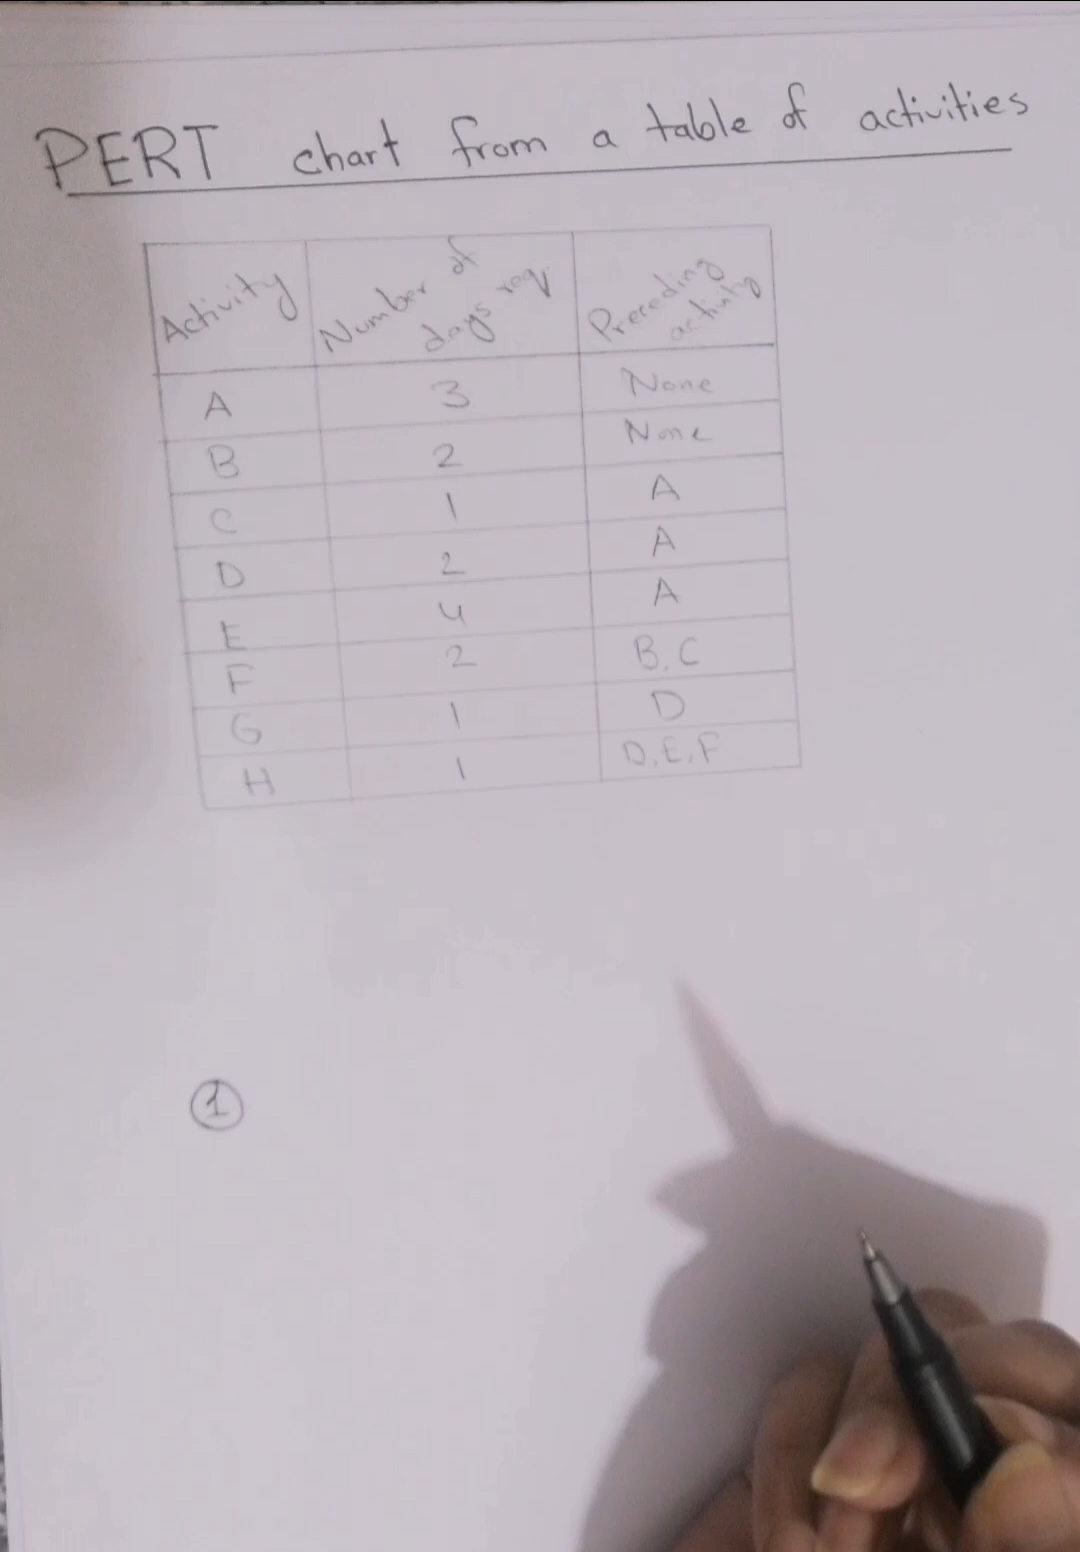 PERT chart from a table of activities
Activity Number of days req Preceding activity
A 3 None
B 2 None
C 1 A
D 2 A
E 4 A
F 2 B, C
G 1 D
H 1 D, E, F
1